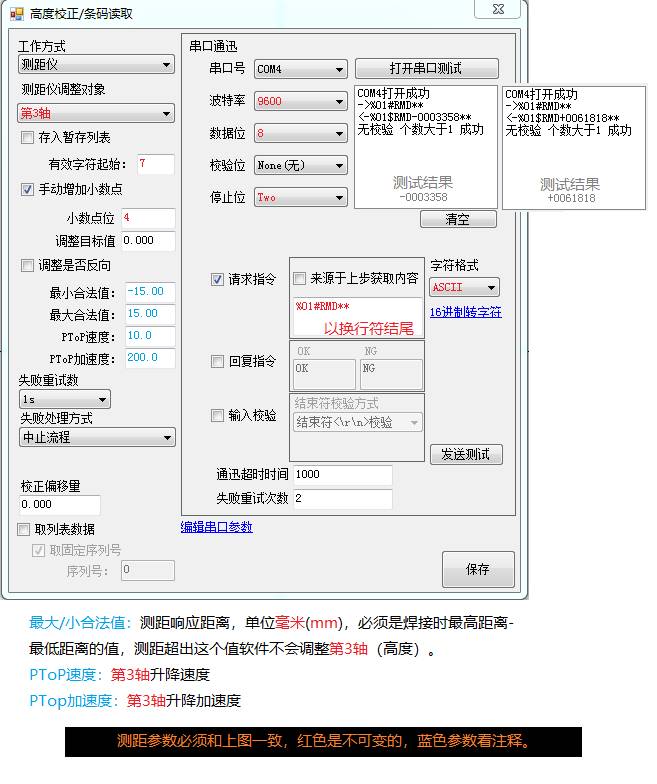 高度校正/条码读取
工作方式
测距仪
测距仪调整对象
第3轴
存入暂存列表
有效字符起始: 7
手动增加小数点
小数点位 4
调整目标值 0.000
调整是否反向
最小合法值: -15.00
最大合法值: 15.00
PToP速度: 10.0
PToP加速度: 200.0
失败重试数
1s
失败处理方式
中止流程
校正偏移量
0.000
取列表数据
取固定序列号
序列号: 0
串口通迅
串口号 COM4 打开串口测试
波特率 9600
数据位 8
校验位 None(无)
停止位 Two
COM4打开成功
->%01#RMD**
<-%01$RMD-0003358**
无校验 个数大于1 成功
测试结果
-0003358
COM4打开成功
->%01#RMD**
<-%01$RMD+0061818**
无校验 个数大于1 成功
测试结果
+0061818
清空
请求指令
来源于上步获取内容
%01#RMD**
以换行符结尾
字符格式
ASCII
16进制转字符
回复指令
OK NG
OK NG
输入校验
结束符校验方式
结束符<\r\n>校验
发送测试
通迅超时时间 1000
失败重试次数 2
编辑串口参数
保存
最大/小合法值：测距响应距离，单位毫米(mm)，必须是焊接时最高距离-
最低距离的值，测距超出这个值软件不会调整第3轴（高度）。
PToP速度：第3轴升降速度
PTop加速度：第3轴升降加速度
测距参数必须和上图一致，红色是不可变的，蓝色参数看注释。